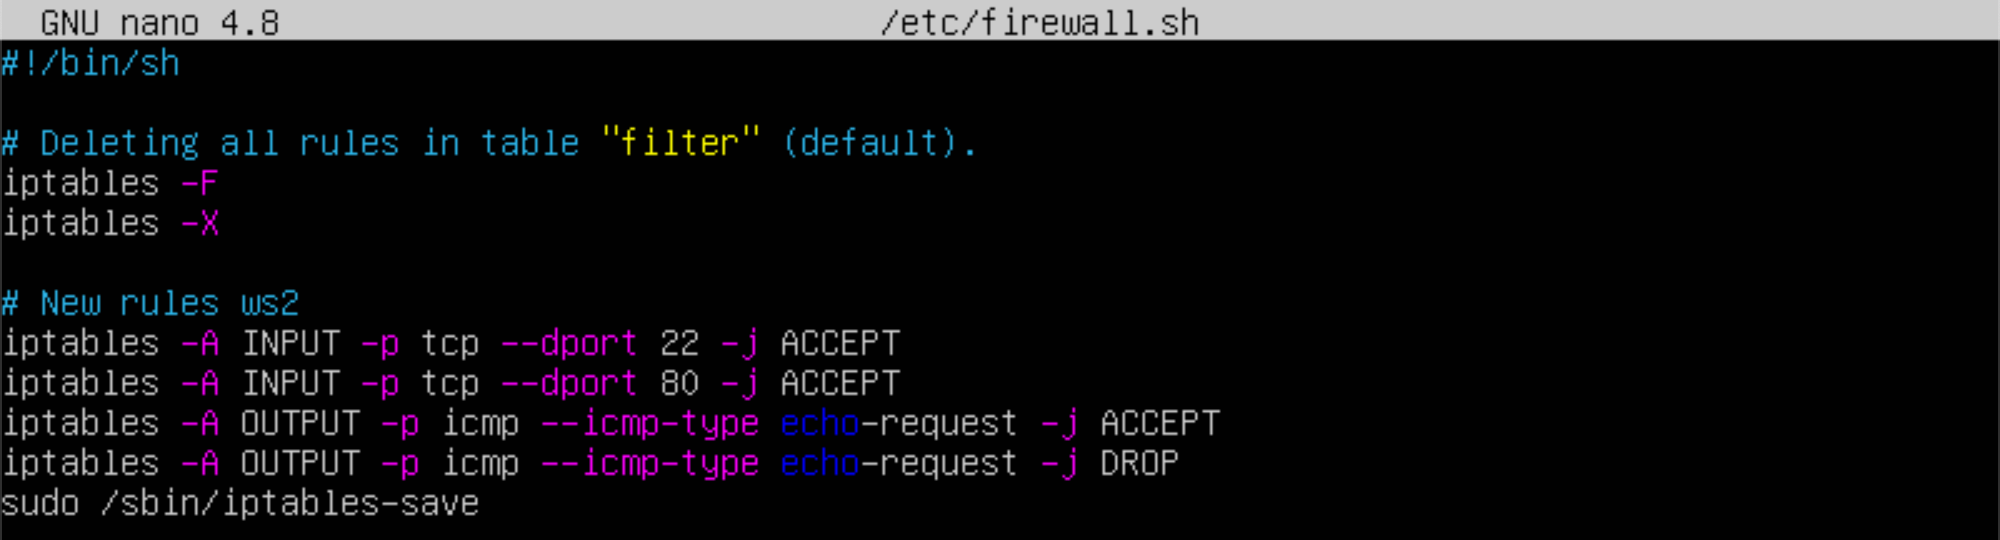 GNU nano 4.8 /etc/firewall.sh
#!/bin/sh
# Deleting all rules in table "filter" (default).
iptables -F
iptables -X
# New rules ws2
iptables -A INPUT -p tcp --dport 22 -j ACCEPT
iptables -A INPUT -p tcp --dport 80 -j ACCEPT
iptables -A OUTPUT -p icmp --icmp-type echo-request -j ACCEPT
iptables -A OUTPUT -p icmp --icmp-type echo-request -j DROP
sudo /sbin/iptables-save